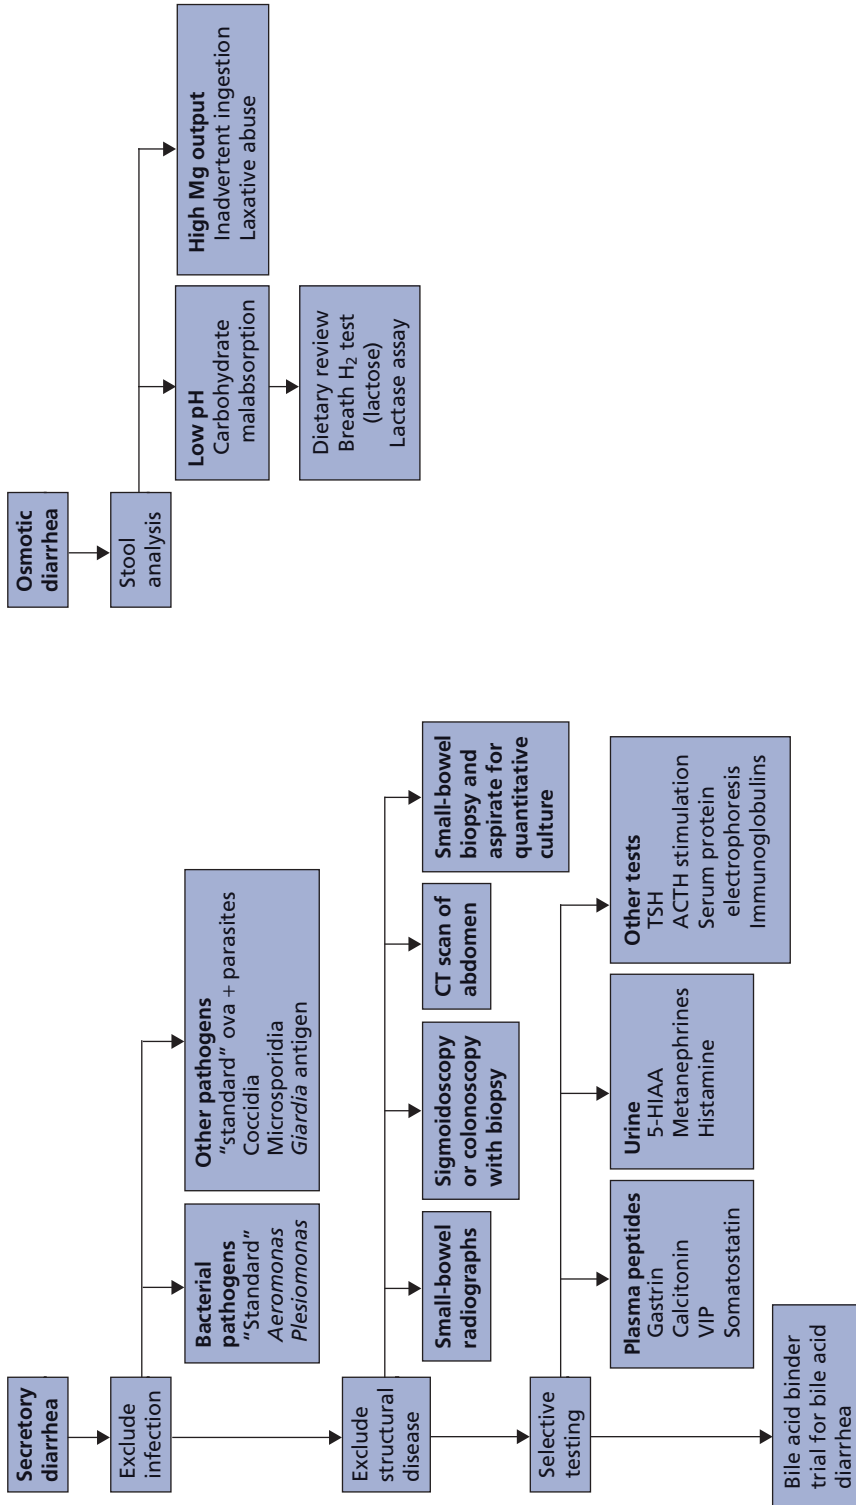 Secretory
diarrhea
Exclude
infection
Bacterial
pathogens
"Standard"
Aeromonas
Plesiomonas
Other pathogens
"standard" ova + parasites
Coccidia
Microsporidia
Giardia antigen
Exclude
structural
disease
Small-bowel
radiographs
Sigmoidoscopy
or colonoscopy
with biopsy
CT scan of
abdomen
Small-bowel
biopsy and
aspirate for
quantitative
culture
Selective
testing
Plasma peptides
Gastrin
Calcitonin
VIP
Somatostatin
Urine
5-HIAA
Metanephrines
Histamine
Other tests
TSH
ACTH stimulation
Serum protein
electrophoresis
Immunoglobulins
Bile acid binder
trial for bile acid
diarrhea
Osmotic
diarrhea
Stool
analysis
Low pH
Carbohydrate
malabsorption
High Mg output
Inadvertent ingestion
Laxative abuse
Dietary review
Breath H₂ test
(lactose)
Lactase assay